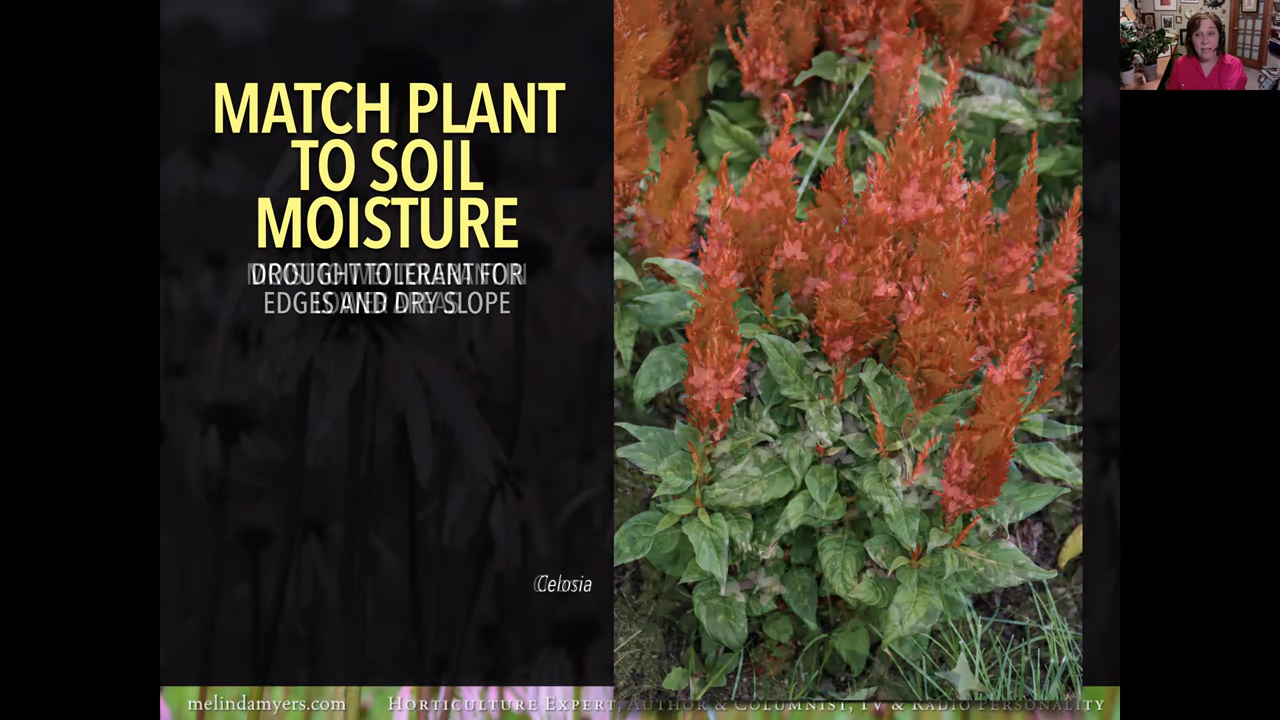 MATCH PLANT
TO SOIL
MOISTURE
DROUGHT TOLERANT FOR
EDGES AND DRY SLOPE
Celosia
melindamyers.com HORTICULTURE EXPERT, AUTHOR & COLUMNIST, TV & RADIO PERSONALITY